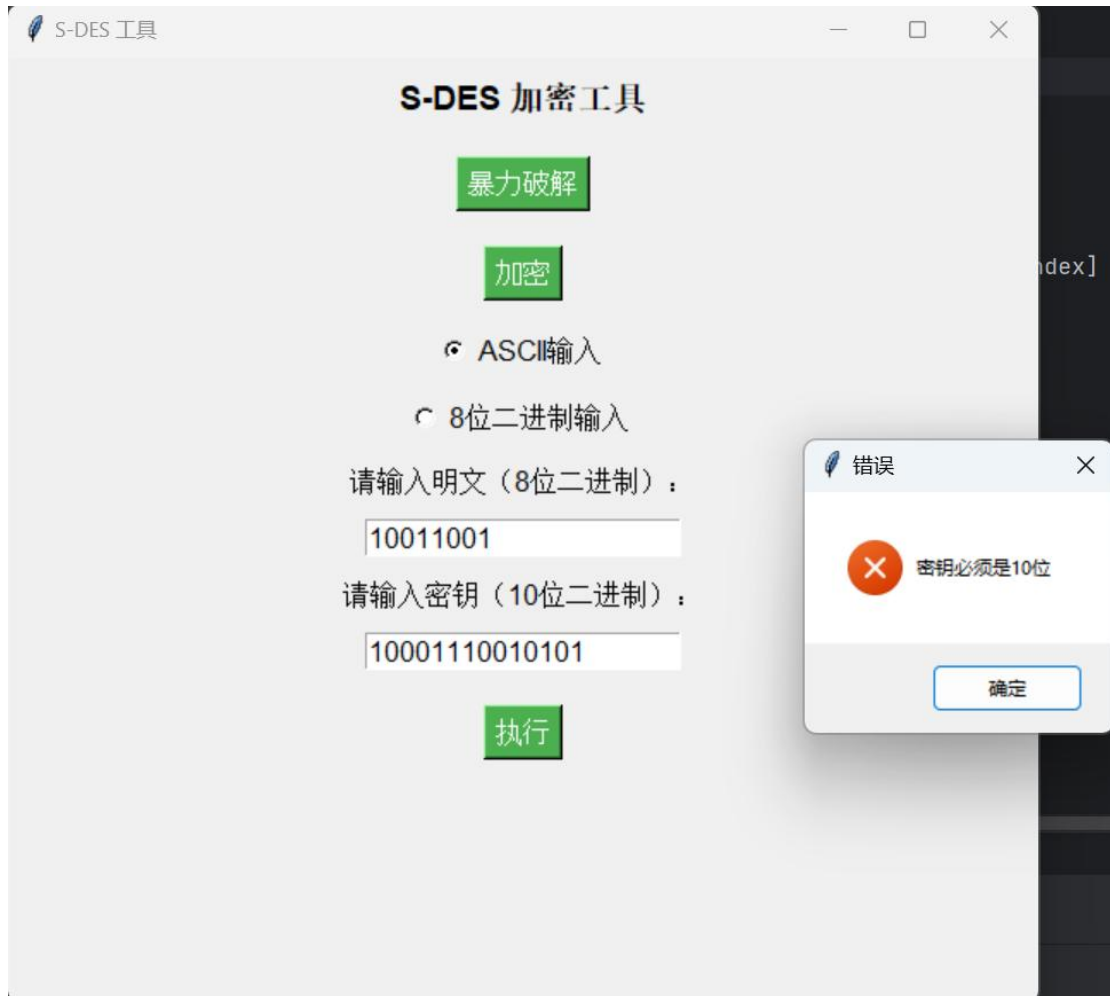 S-DES 工具
S-DES 加密工具
暴力破解
加密
ndex]
ASCII输入
8位二进制输入
请输入明文（8位二进制）：
错误
10011001
密钥必须是10位
请输入密钥（10位二进制）：
10001110010101
确定
执行